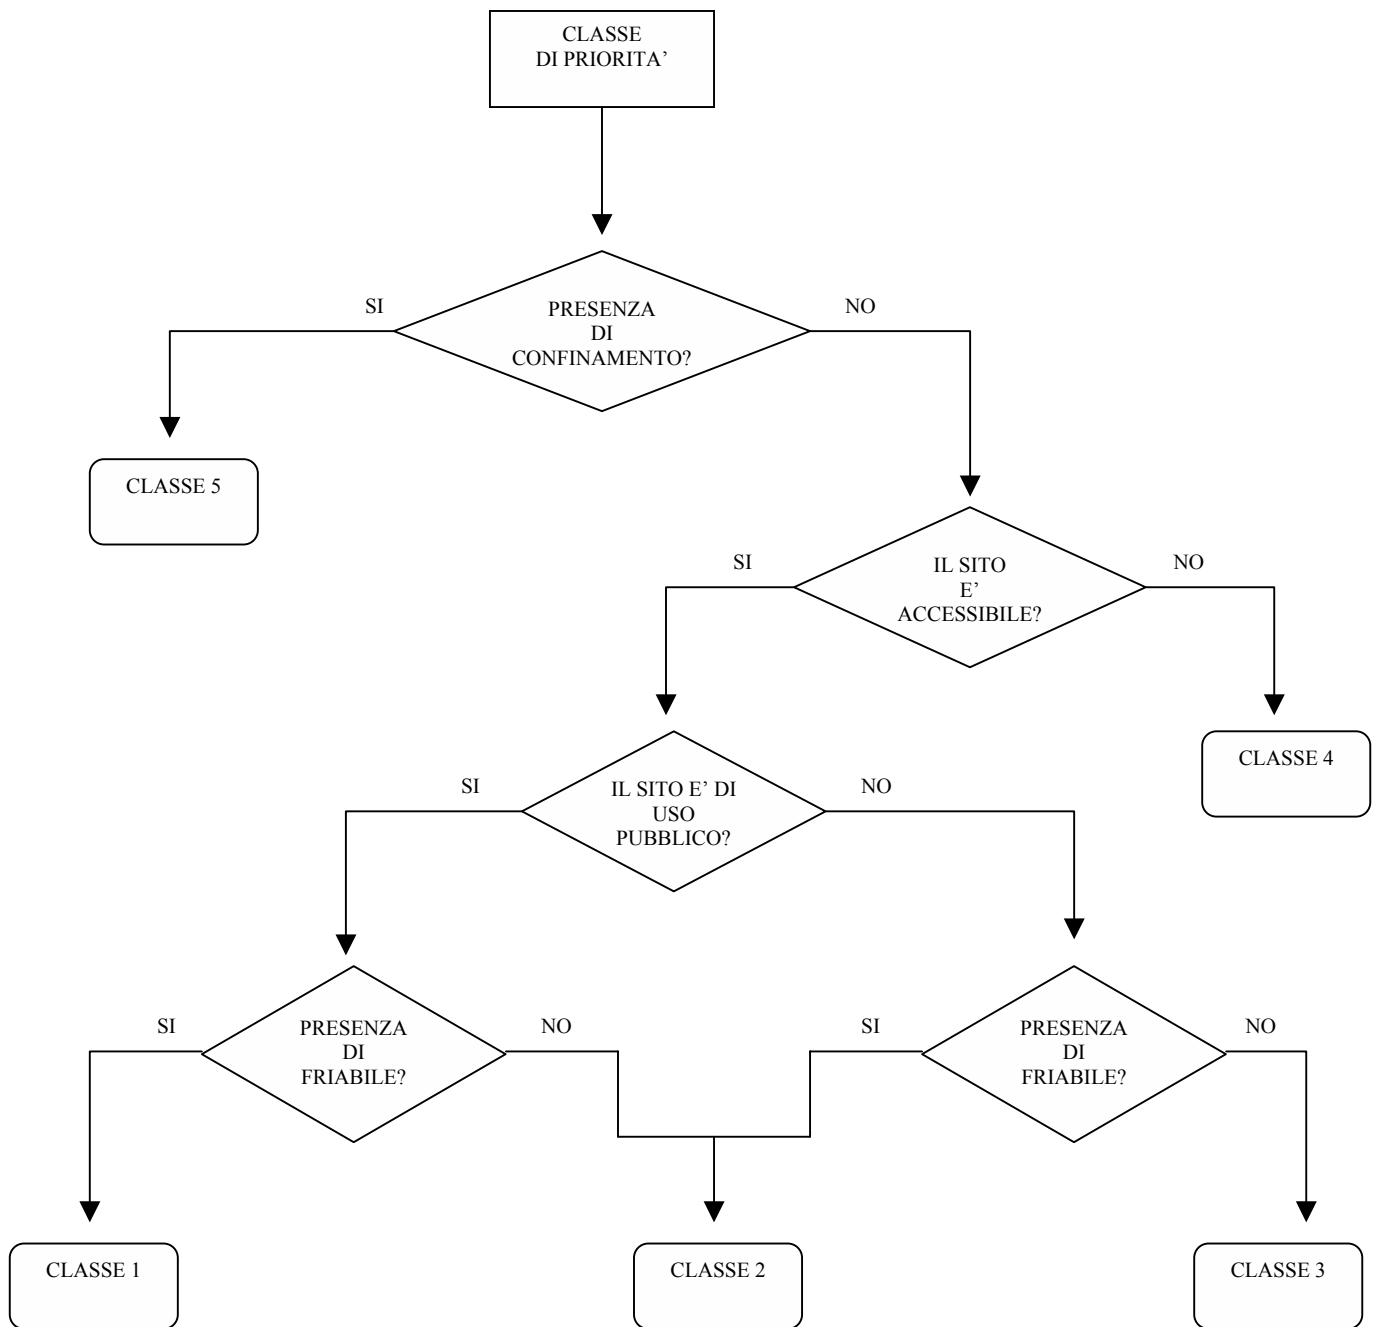 CLASSE
DI PRIORITA’
SI
NO
PRESENZA
DI
CONFINAMENTO?
CLASSE 5
SI
NO
IL SITO
E’
ACCESSIBILE?
CLASSE 4
SI
NO
IL SITO E’ DI
USO
PUBBLICO?
SI
NO
PRESENZA
DI
FRIABILE?
SI
NO
PRESENZA
DI
FRIABILE?
CLASSE 1
CLASSE 2
CLASSE 3